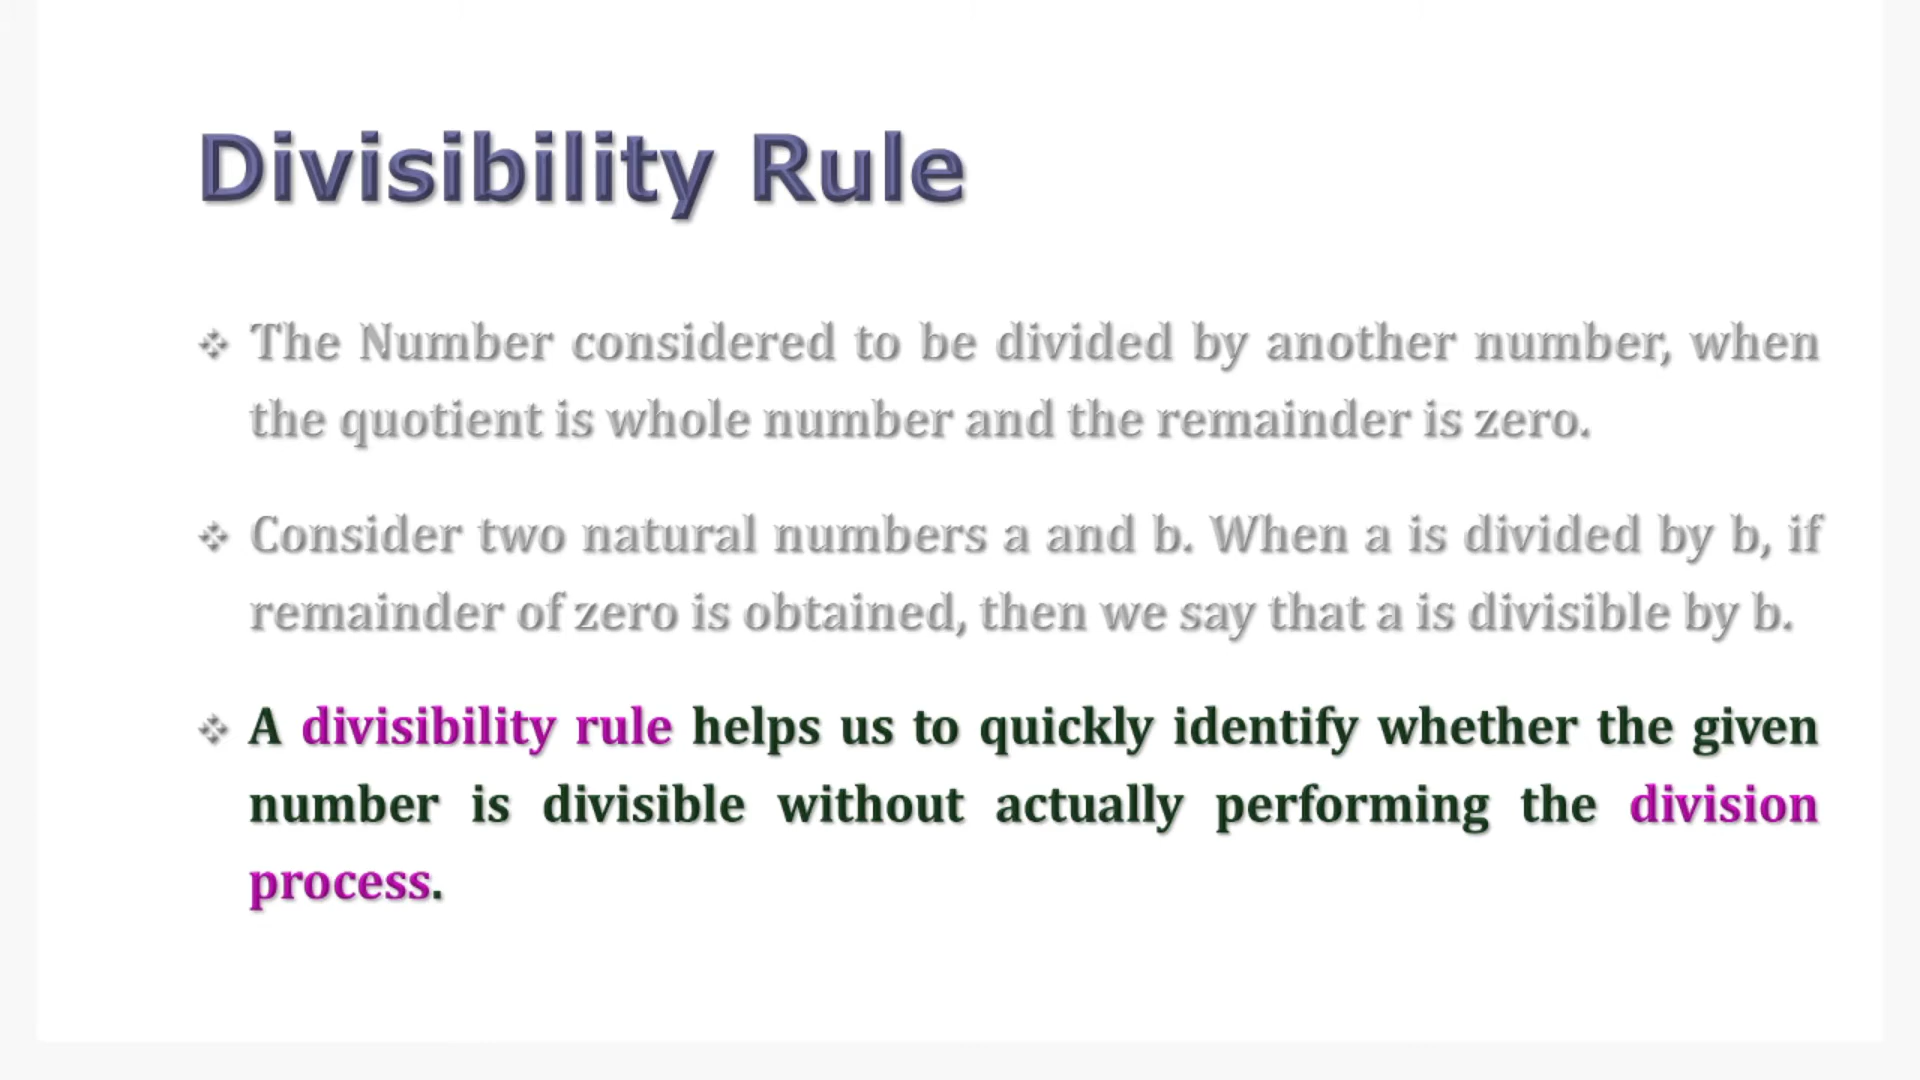 Divisibility Rule
The Number considered to be divided by another number, when
the quotient is whole number and the remainder is zero.
Consider two natural numbers a and b. When a is divided by b, if
remainder of zero is obtained, then we say that a is divisible by b.
A divisibility rule helps us to quickly identify whether the given
number is divisible without actually performing the division
process.